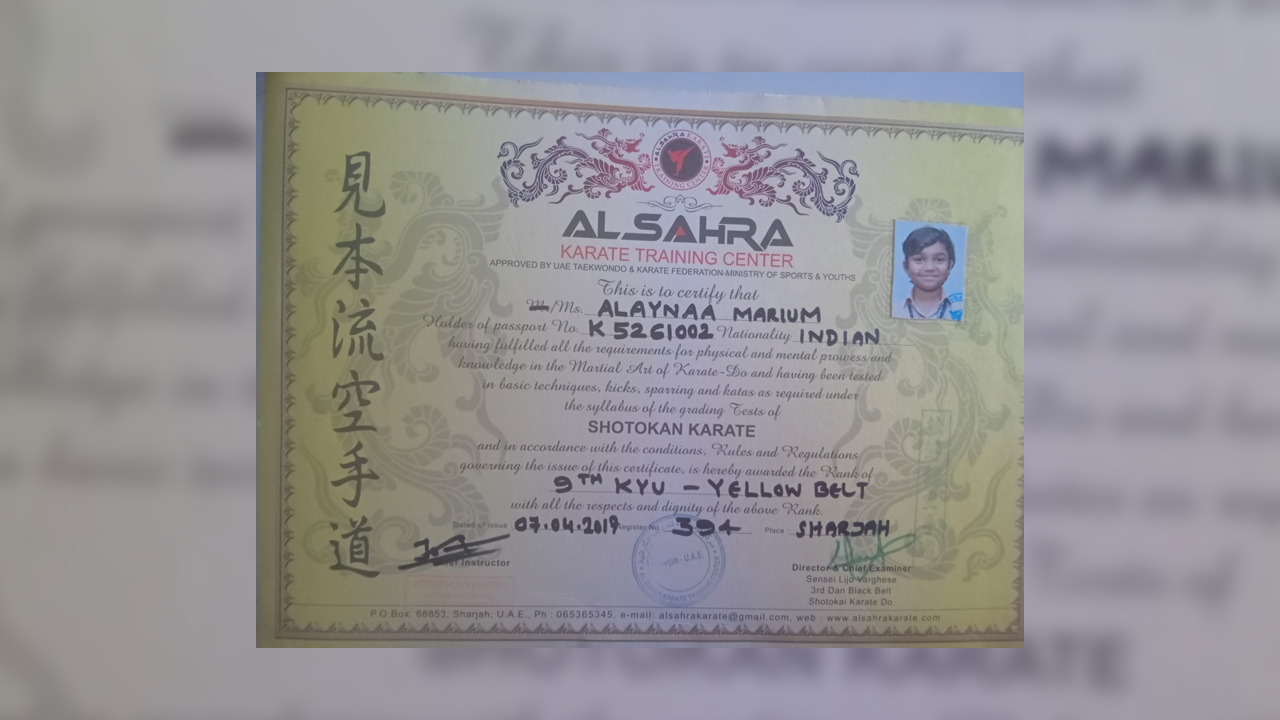 見本流空手道
ALSAHRA KARATE
TRAINING CENTER
ALSAHRA
KARATE TRAINING CENTER
APPROVED BY UAE TAEKWONDO & KARATE FEDERATION-MINISTRY OF SPORTS & YOUTHS
This is to certify that
M/Ms. ALAYNAA MARIUM
Holder of passport No. K 5261002 Nationality INDIAN
having fulfilled all the requirements for physical and mental prowess and
knowledge in the Martial Art of Karate-Do and having been tested
in basic techniques, kicks, sparring and katas as required under
the syllabus of the grading Tests of
SHOTOKAN KARATE
and in accordance with the conditions, Rules and Regulations
governing the issue of this certificate, is hereby awarded the Rank of
9TH KYU - YELLOW BELT
with all the respects and dignity of the above Rank.
Dated of Issue 07.04.2019 Register No 394 Place : SHARJAH
Instructor
Director & Chief Examiner
Sensei Lijo Varghese
3rd Dan Black Bell
Shotokai Karate Do
P O Box: 66853, Sharjah, U.A.E., Ph : 065365345, e-mail: alsahrakarate@gmail.com, web : www.alsahrakarate.com